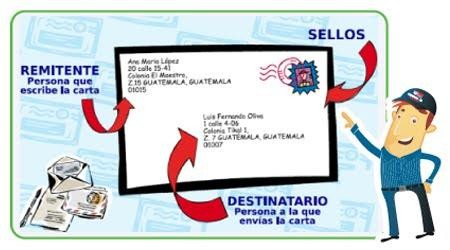 SELLOS
REMITENTE
Persona que
escribe la carta
Ana María López
20 calle 15-41
Colonia El Maestro,
Z.15 GUATEMALA, GUATEMALA
01015
Luis Fernando Oliva
1 calle 4-06
Colonia Tikal 1,
Z. 7 GUATEMALA, GUATEMALA
01007
DESTINATARIO
Persona a la que
envías la carta